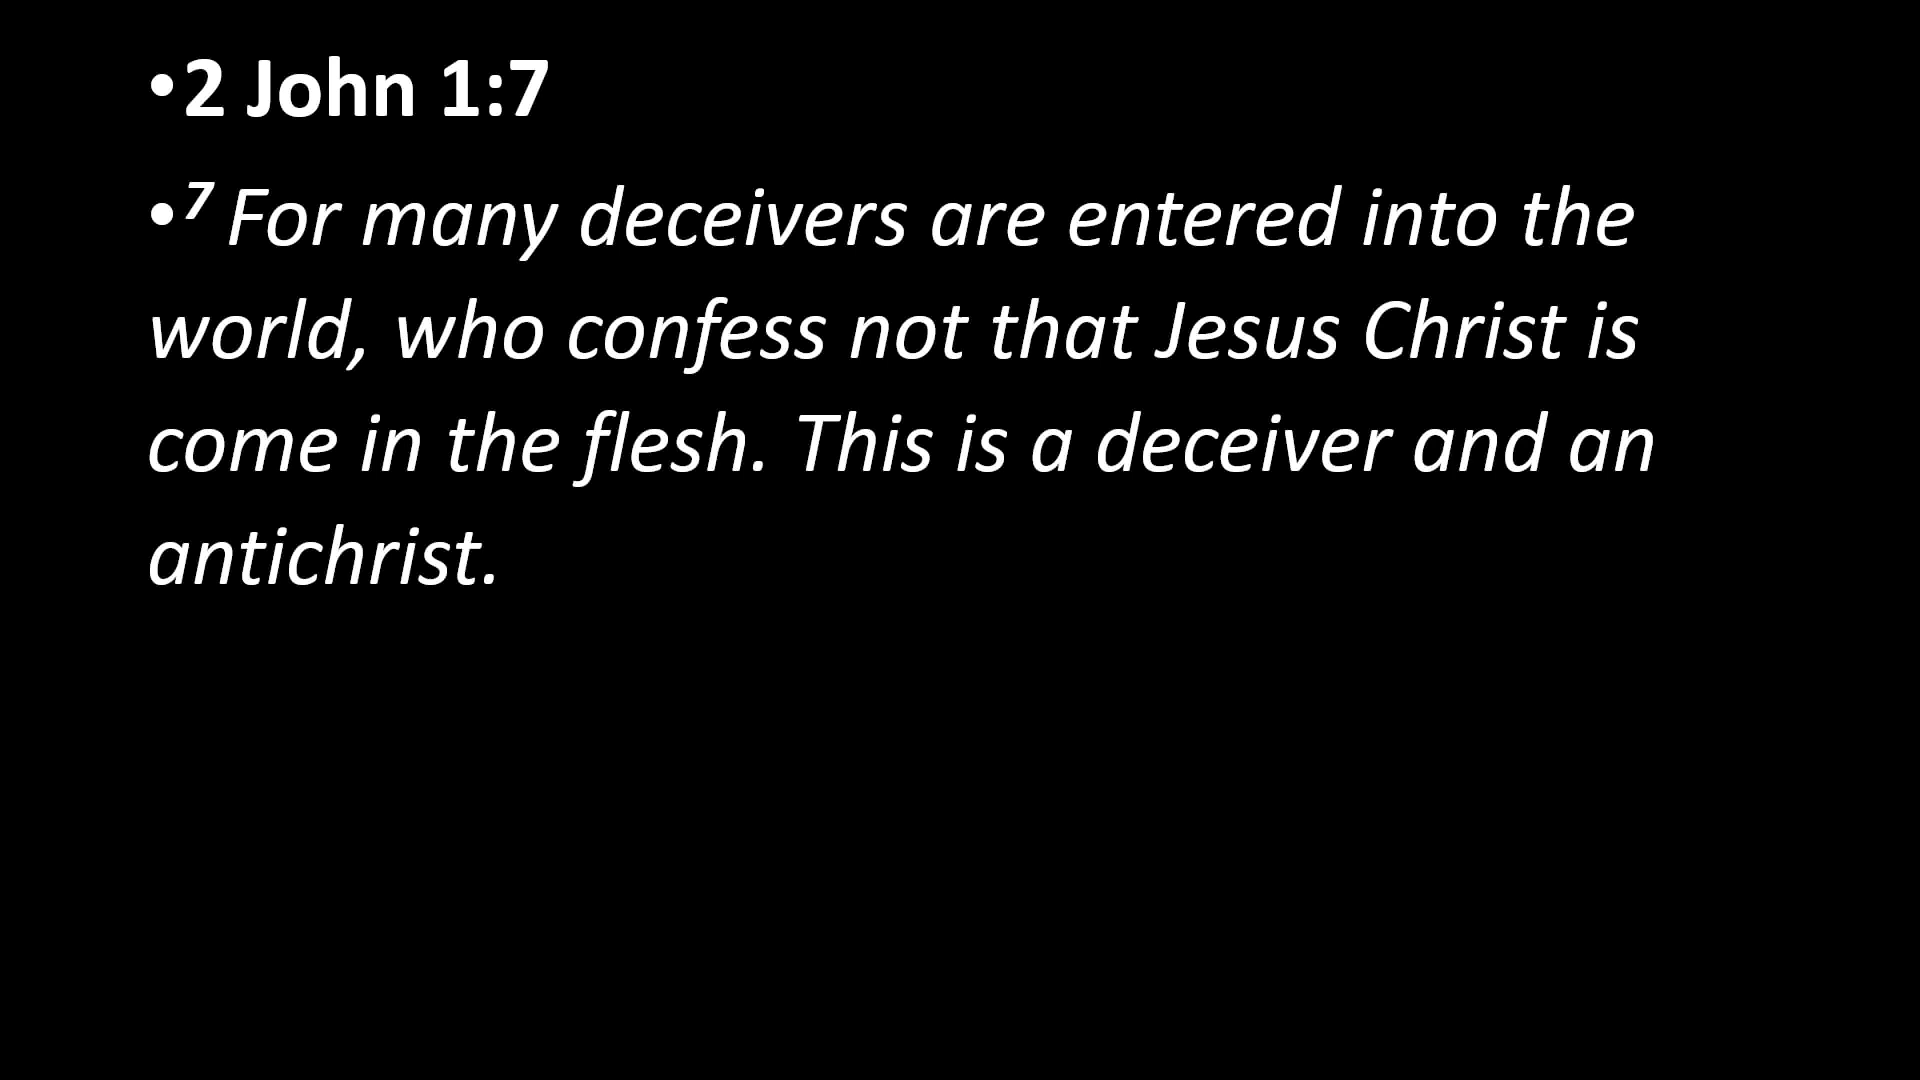 •2 John 1:7
•7 For many deceivers are entered into the
world, who confess not that Jesus Christ is
come in the flesh. This is a deceiver and an
antichrist.